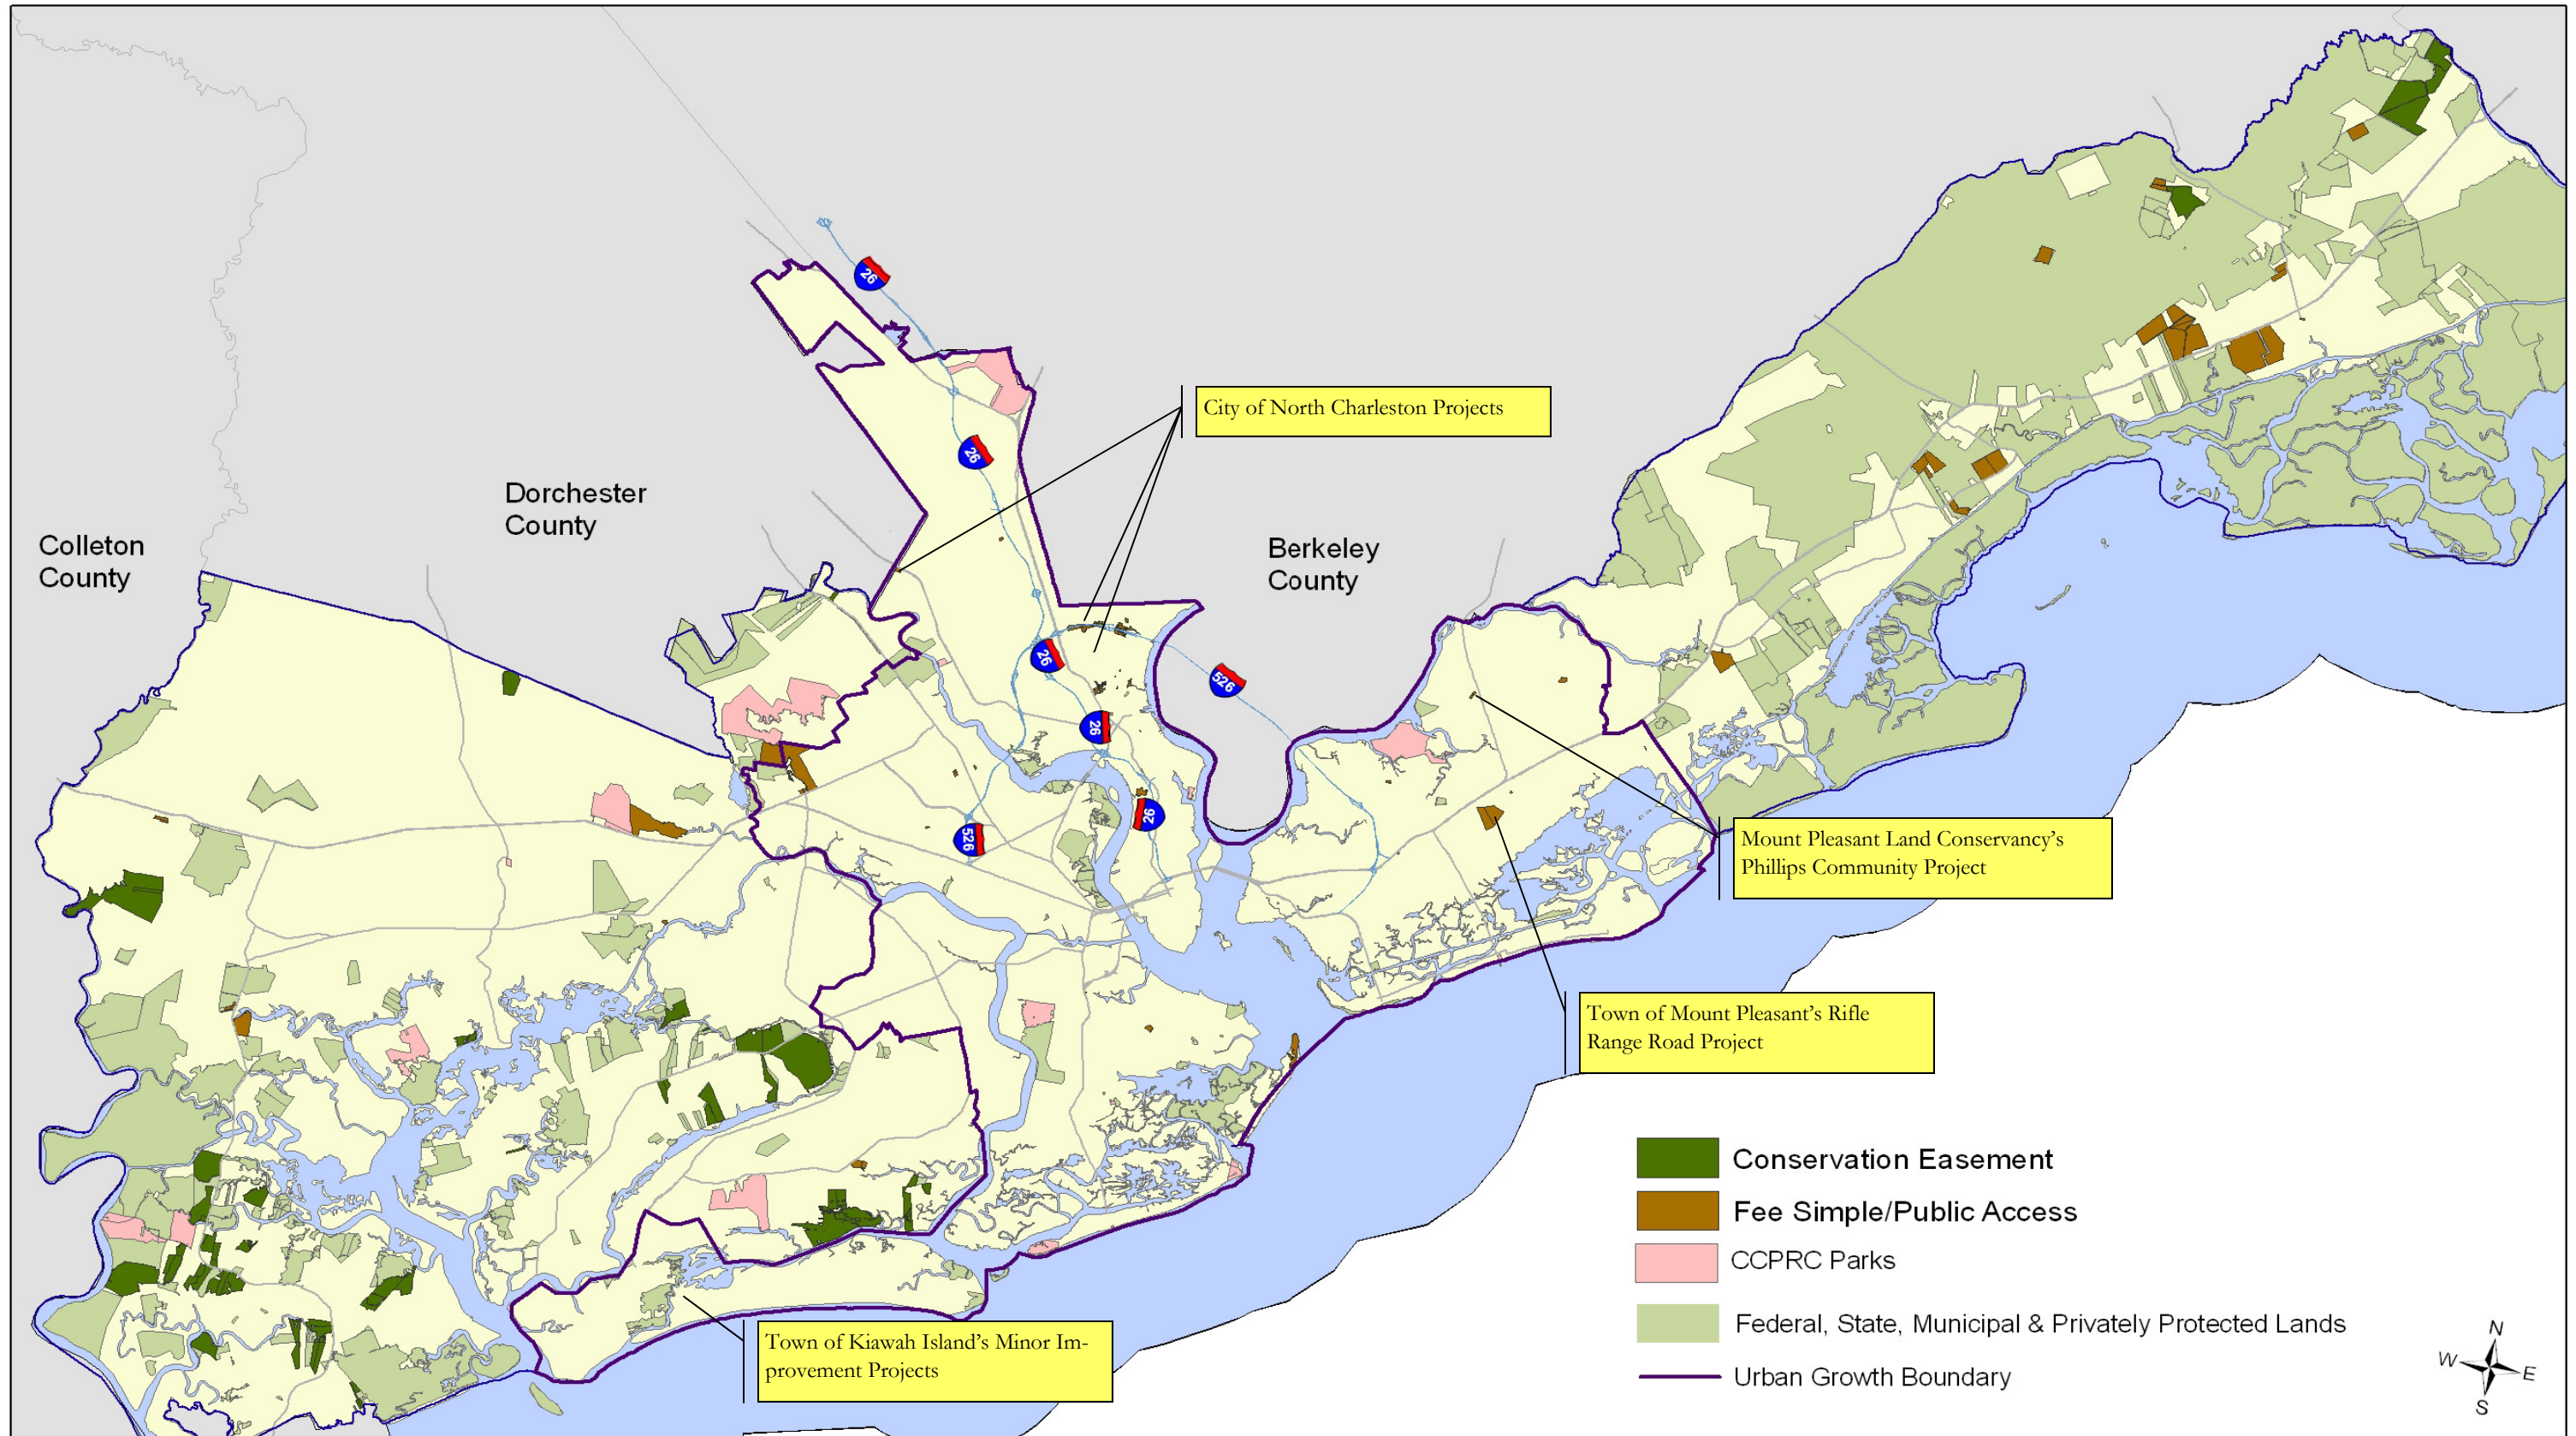 26
26
City of North Charleston Projects
Dorchester
County
Colleton
County
Berkeley
County
26
526
26
26
526
Mount Pleasant Land Conservancy’s
Phillips Community Project
Town of Mount Pleasant’s Rifle
Range Road Project
Conservation Easement
Fee Simple/Public Access
CCPRC Parks
Federal, State, Municipal & Privately Protected Lands
Urban Growth Boundary
Town of Kiawah Island’s Minor Im-
provement Projects
N
W
E
S